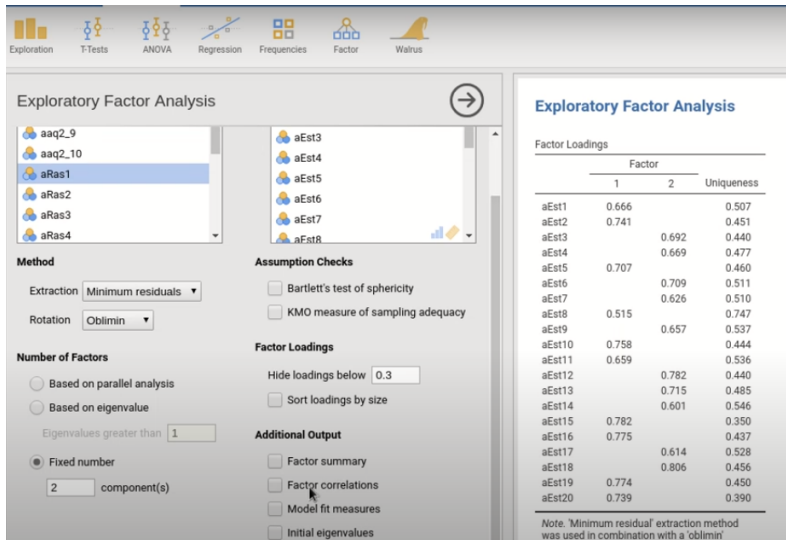 Exploration T-Tests ANOVA Regression Frequencies Factor Walrus
Exploratory Factor Analysis
aaq2_9
aaq2_10
aRas1
aRas2
aRas3
aRas4
aEst3
aEst4
aEst5
aEst6
aEst7
aEst8
Method
Extraction Minimum residuals
Rotation Oblimin
Number of Factors
Based on parallel analysis
Based on eigenvalue
Eigenvalues greater than 1
Fixed number
2 component(s)
Assumption Checks
Bartlett's test of sphericity
KMO measure of sampling adequacy
Factor Loadings
Hide loadings below 0.3
Sort loadings by size
Additional Output
Factor summary
Factor correlations
Model fit measures
Initial eigenvalues
Exploratory Factor Analysis
Factor Loadings
Factor
1 2 Uniqueness
aEst1 0.666 0.507
aEst2 0.741 0.451
aEst3 0.692 0.440
aEst4 0.669 0.477
aEst5 0.707 0.460
aEst6 0.709 0.511
aEst7 0.626 0.510
aEst8 0.515 0.747
aEst9 0.657 0.537
aEst10 0.758 0.444
aEst11 0.659 0.536
aEst12 0.782 0.440
aEst13 0.715 0.485
aEst14 0.601 0.546
aEst15 0.782 0.350
aEst16 0.775 0.437
aEst17 0.614 0.528
aEst18 0.806 0.456
aEst19 0.774 0.450
aEst20 0.739 0.390
Note. 'Minimum residual' extraction method
was used in combination with a 'oblimin'